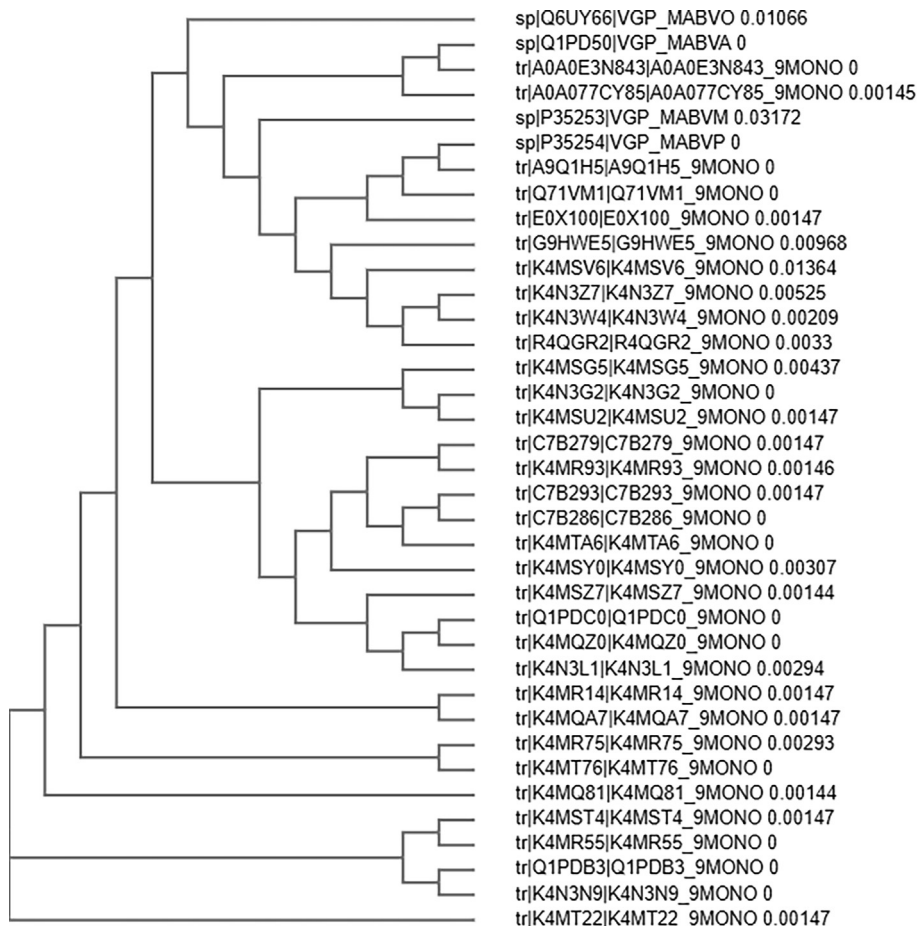 sp|Q6UY66|VGP_MABVO 0.01066
sp|Q1PD50|VGP_MABVA 0
tr|A0A0E3N843|A0A0E3N843_9MONO 0
tr|A0A077CY85|A0A077CY85_9MONO 0.00145
sp|P35253|VGP_MABVM 0.03172
sp|P35254|VGP_MABVP 0
tr|A9Q1H5|A9Q1H5_9MONO 0
tr|Q71VM1|Q71VM1_9MONO 0
tr|E0X100|E0X100_9MONO 0.00147
tr|G9HWE5|G9HWE5_9MONO 0.00968
tr|K4MSV6|K4MSV6_9MONO 0.01364
tr|K4N3Z7|K4N3Z7_9MONO 0.00525
tr|K4N3W4|K4N3W4_9MONO 0.00209
tr|R4QGR2|R4QGR2_9MONO 0.0033
tr|K4MSG5|K4MSG5_9MONO 0.00437
tr|K4N3G2|K4N3G2_9MONO 0
tr|K4MSU2|K4MSU2_9MONO 0.00147
tr|C7B279|C7B279_9MONO 0.00147
tr|K4MR93|K4MR93_9MONO 0.00146
tr|C7B293|C7B293_9MONO 0.00147
tr|C7B286|C7B286_9MONO 0
tr|K4MTA6|K4MTA6_9MONO 0
tr|K4MSY0|K4MSY0_9MONO 0.00307
tr|K4MSZ7|K4MSZ7_9MONO 0.00144
tr|Q1PDC0|Q1PDC0_9MONO 0
tr|K4MQZ0|K4MQZ0_9MONO 0
tr|K4N3L1|K4N3L1_9MONO 0.00294
tr|K4MR14|K4MR14_9MONO 0.00147
tr|K4MQA7|K4MQA7_9MONO 0.00147
tr|K4MR75|K4MR75_9MONO 0.00293
tr|K4MT76|K4MT76_9MONO 0
tr|K4MQ81|K4MQ81_9MONO 0.00144
tr|K4MST4|K4MST4_9MONO 0.00147
tr|K4MR55|K4MR55_9MONO 0
tr|Q1PDB3|Q1PDB3_9MONO 0
tr|K4N3N9|K4N3N9_9MONO 0
tr|K4MT22|K4MT22_9MONO 0.00147